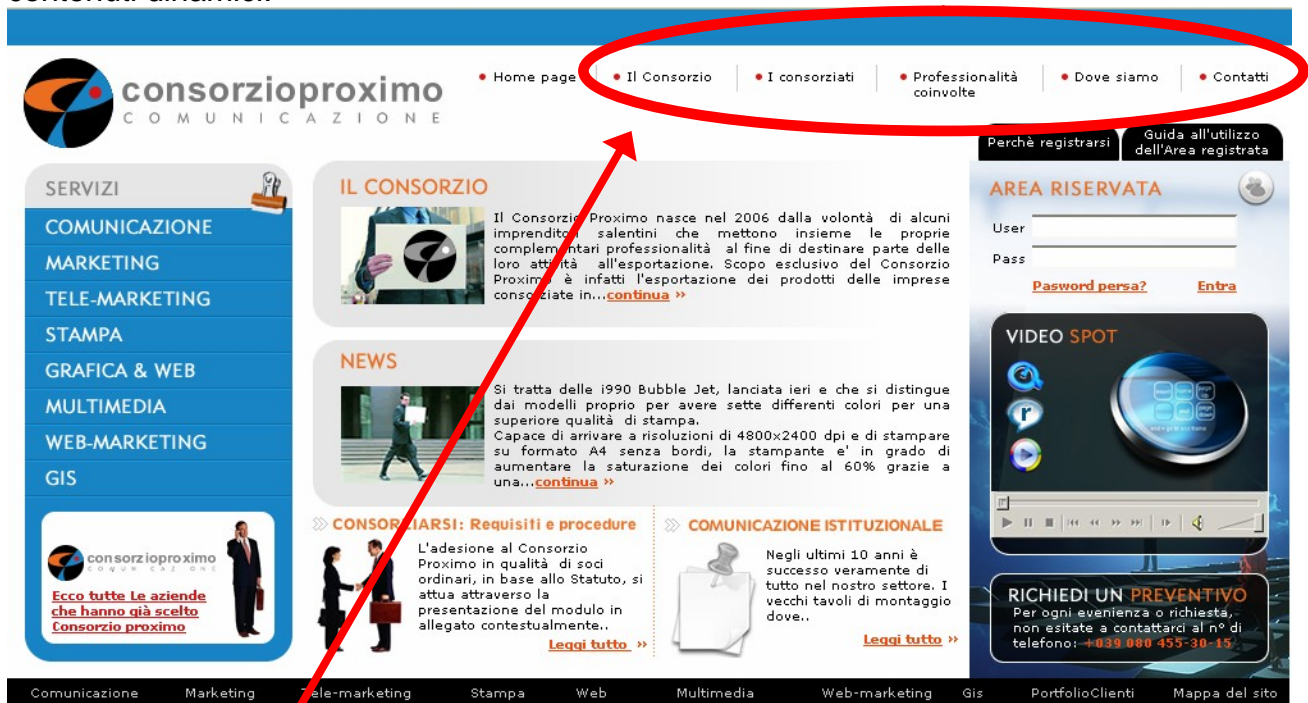 • Home page
• Il Consorzio
• I consorziati
• Professionalità
coinvolte
• Dove siamo
• Contatti
consorzioproximo
COMUNICAZIONE
Perchè registrarsi
Guida all'utilizzo
dell'Area registrata
SERVIZI
COMUNICAZIONE
MARKETING
TELE-MARKETING
STAMPA
GRAFICA & WEB
MULTIMEDIA
WEB-MARKETING
GIS
consorzioproximo
Ecco tutte Le aziende
che hanno già scelto
Consorzio proximo
IL CONSORZIO
Il Consorzio Proximo nasce nel 2006 dalla volontà di alcuni
imprenditori salentini che mettono insieme le proprie
complementari professionalità al fine di destinare parte delle
loro attività all'esportazione. Scopo esclusivo del Consorzio
Proximo è infatti l'esportazione dei prodotti delle imprese
consorziate in...continua »
NEWS
Si tratta delle i990 Bubble Jet, lanciata ieri e che si distingue
dai modelli proprio per avere sette differenti colori per una
superiore qualità di stampa.
Capace di arrivare a risoluzioni di 4800x2400 dpi e di stampare
su formato A4 senza bordi, la stampante e' in grado di
aumentare la saturazione dei colori fino al 60% grazie a
una...continua »
CONSORZIARSI: Requisiti e procedure
L'adesione al Consorzio
Proximo in qualità di soci
ordinari, in base allo Statuto, si
attua attraverso la
presentazione del modulo in
allegato contestualmente..
Leggi tutto »
COMUNICAZIONE ISTITUZIONALE
Negli ultimi 10 anni è
successo veramente di
tutto nel nostro settore. I
vecchi tavoli di montaggio
dove..
Leggi tutto »
AREA RISERVATA
User
Pass
Pasword persa?
Entra
VIDEO SPOT
RICHIEDI UN PREVENTIVO
Per ogni evenienza o richiesta,
non esitate a contattarci al n° di
telefono: +039 080 455-30-15
Comunicazione Marketing Tele-marketing Stampa Web Multimedia Web-marketing Gis PortfolioClienti Mappa del sito